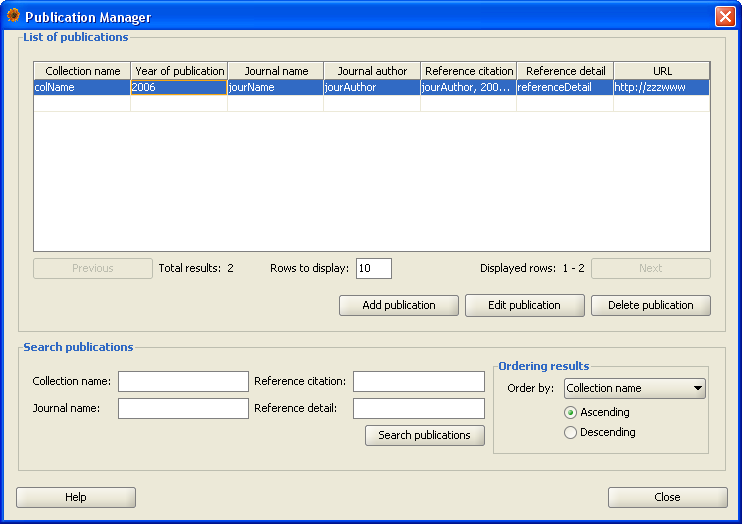 Publication Manager
List of publications
Collection name Year of publication Journal name Journal author Reference citation Reference detail URL
colName 2006 jourName jourAuthor jourAuthor, 200... referenceDetail http://zzzwww
Previous Total results: 2 Rows to display: 10 Displayed rows: 1 - 2 Next
Add publication Edit publication Delete publication
Search publications
Collection name: Reference citation:
Journal name: Reference detail:
Search publications
Ordering results
Order by: Collection name
Ascending
Descending
Help Close